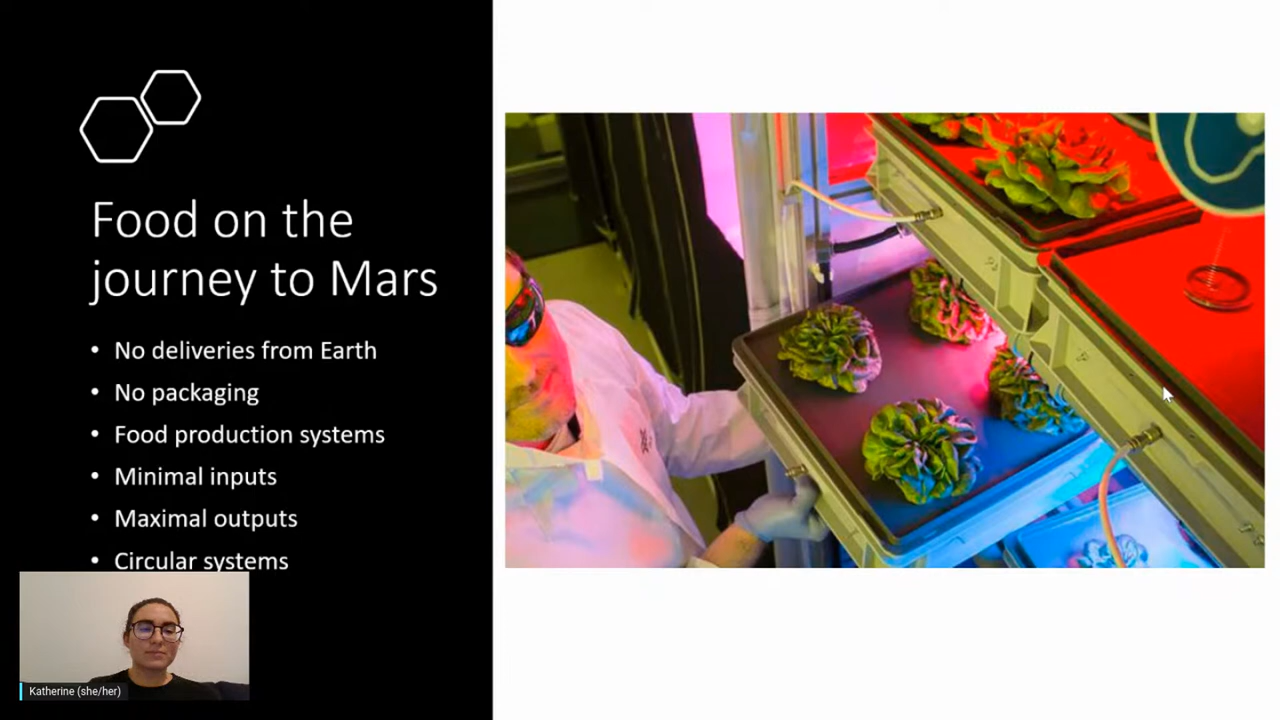 Food on the
journey to Mars
• No deliveries from Earth
• No packaging
• Food production systems
• Minimal inputs
• Maximal outputs
• Circular systems
Katherine (she/her)